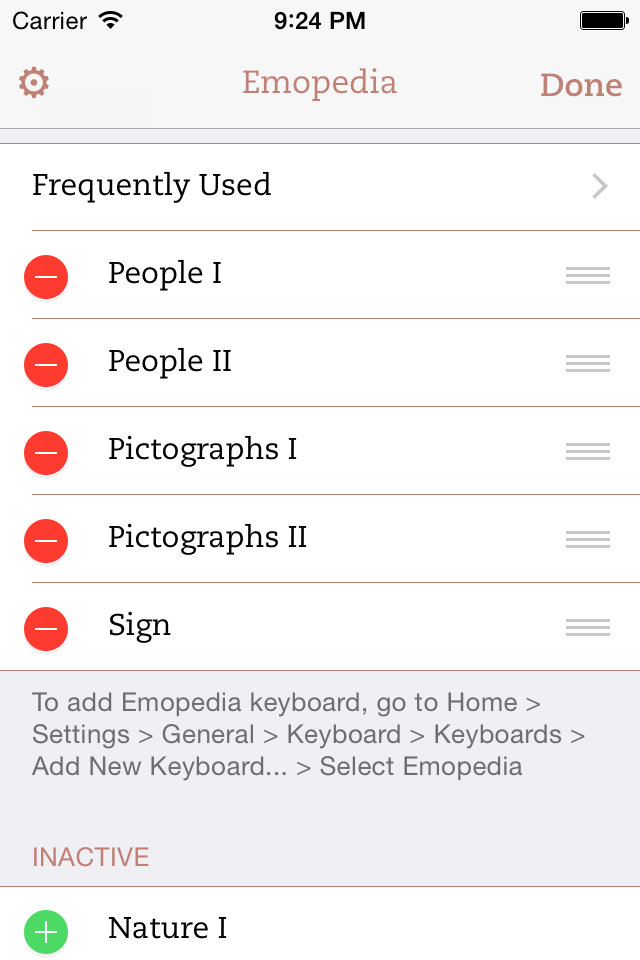 Carrier 9:24 PM
Emopedia Done
Frequently Used
People I
People II
Pictographs I
Pictographs II
Sign
To add Emopedia keyboard, go to Home >
Settings > General > Keyboard > Keyboards >
Add New Keyboard... > Select Emopedia
INACTIVE
Nature I